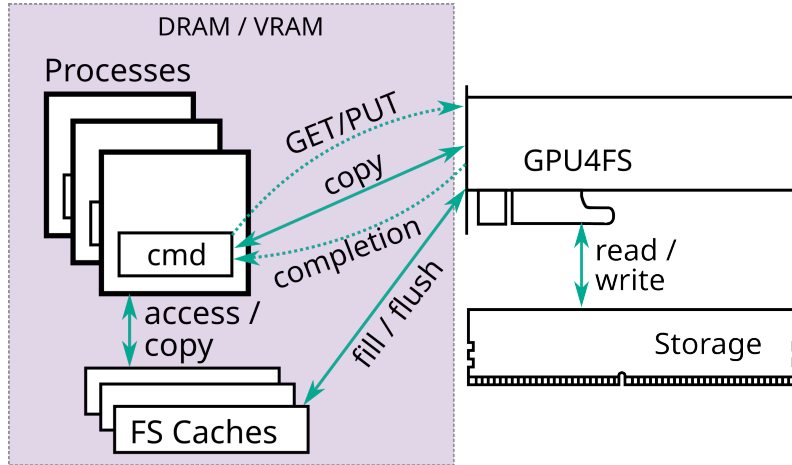 DRAM / VRAM
Processes
GET/PUT
copy
GPU4FS
cmd
completion
read /
write
access /
copy
fill / flush
Storage
FS Caches